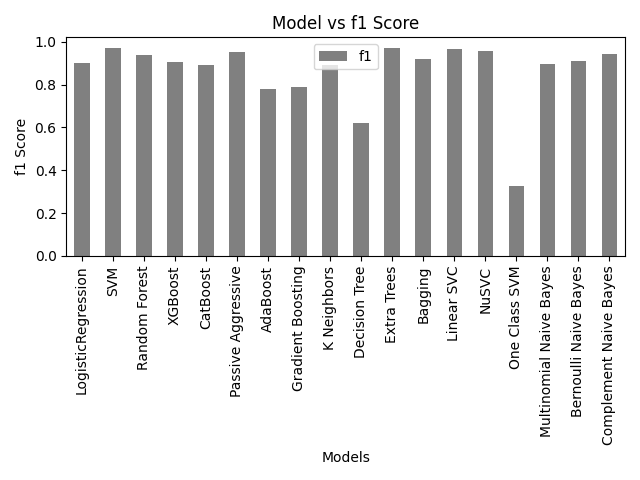 Model vs f1 Score
f1
f1 Score
1.0
0.8
0.6
0.4
0.2
0.0
LogisticRegression
SVM
Random Forest
XGBoost
CatBoost
Passive Aggressive
AdaBoost
Gradient Boosting
K Neighbors
Decision Tree
Extra Trees
Bagging
Linear SVC
NuSVC
One Class SVM
Multinomial Naive Bayes
Bernoulli Naive Bayes
Complement Naive Bayes
Models